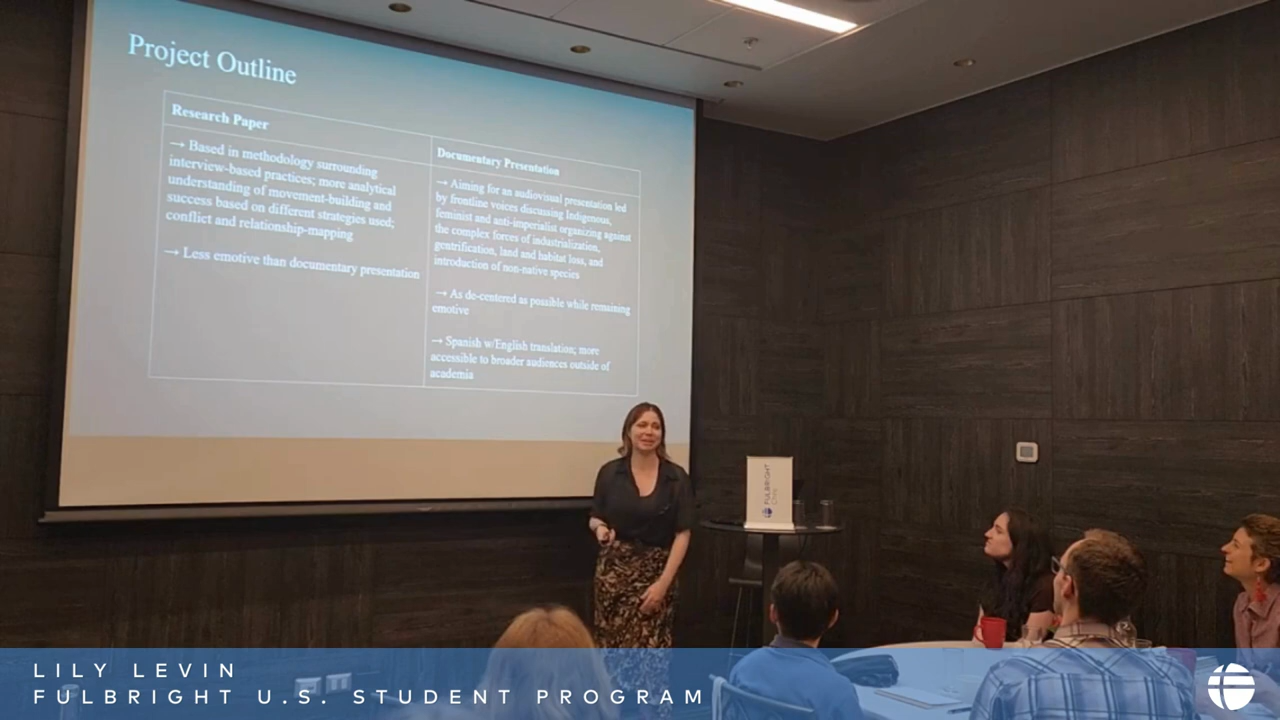 Project Outline
Research Paper
→ Based in methodology surrounding
interview-based practices; more analytical
understanding of movement-building and
success based on different strategies used;
conflict and relationship-mapping
→ Less emotive than documentary presentation
Documentary Presentation
→ Aiming for an audiovisual presentation led
by frontline voices discussing Indigenous,
feminist and anti-imperialist organizing against
the complex forces of industrialization,
gentrification, land and habitat loss, and
introduction of non-native species
→ As de-centered as possible while remaining
emotive
→ Spanish w/English translation; more
accessible to broader audiences outside of
academia
FULBRIGHT
Chile
LILY LEVIN
FULBRIGHT U.S. STUDENT PROGRAM